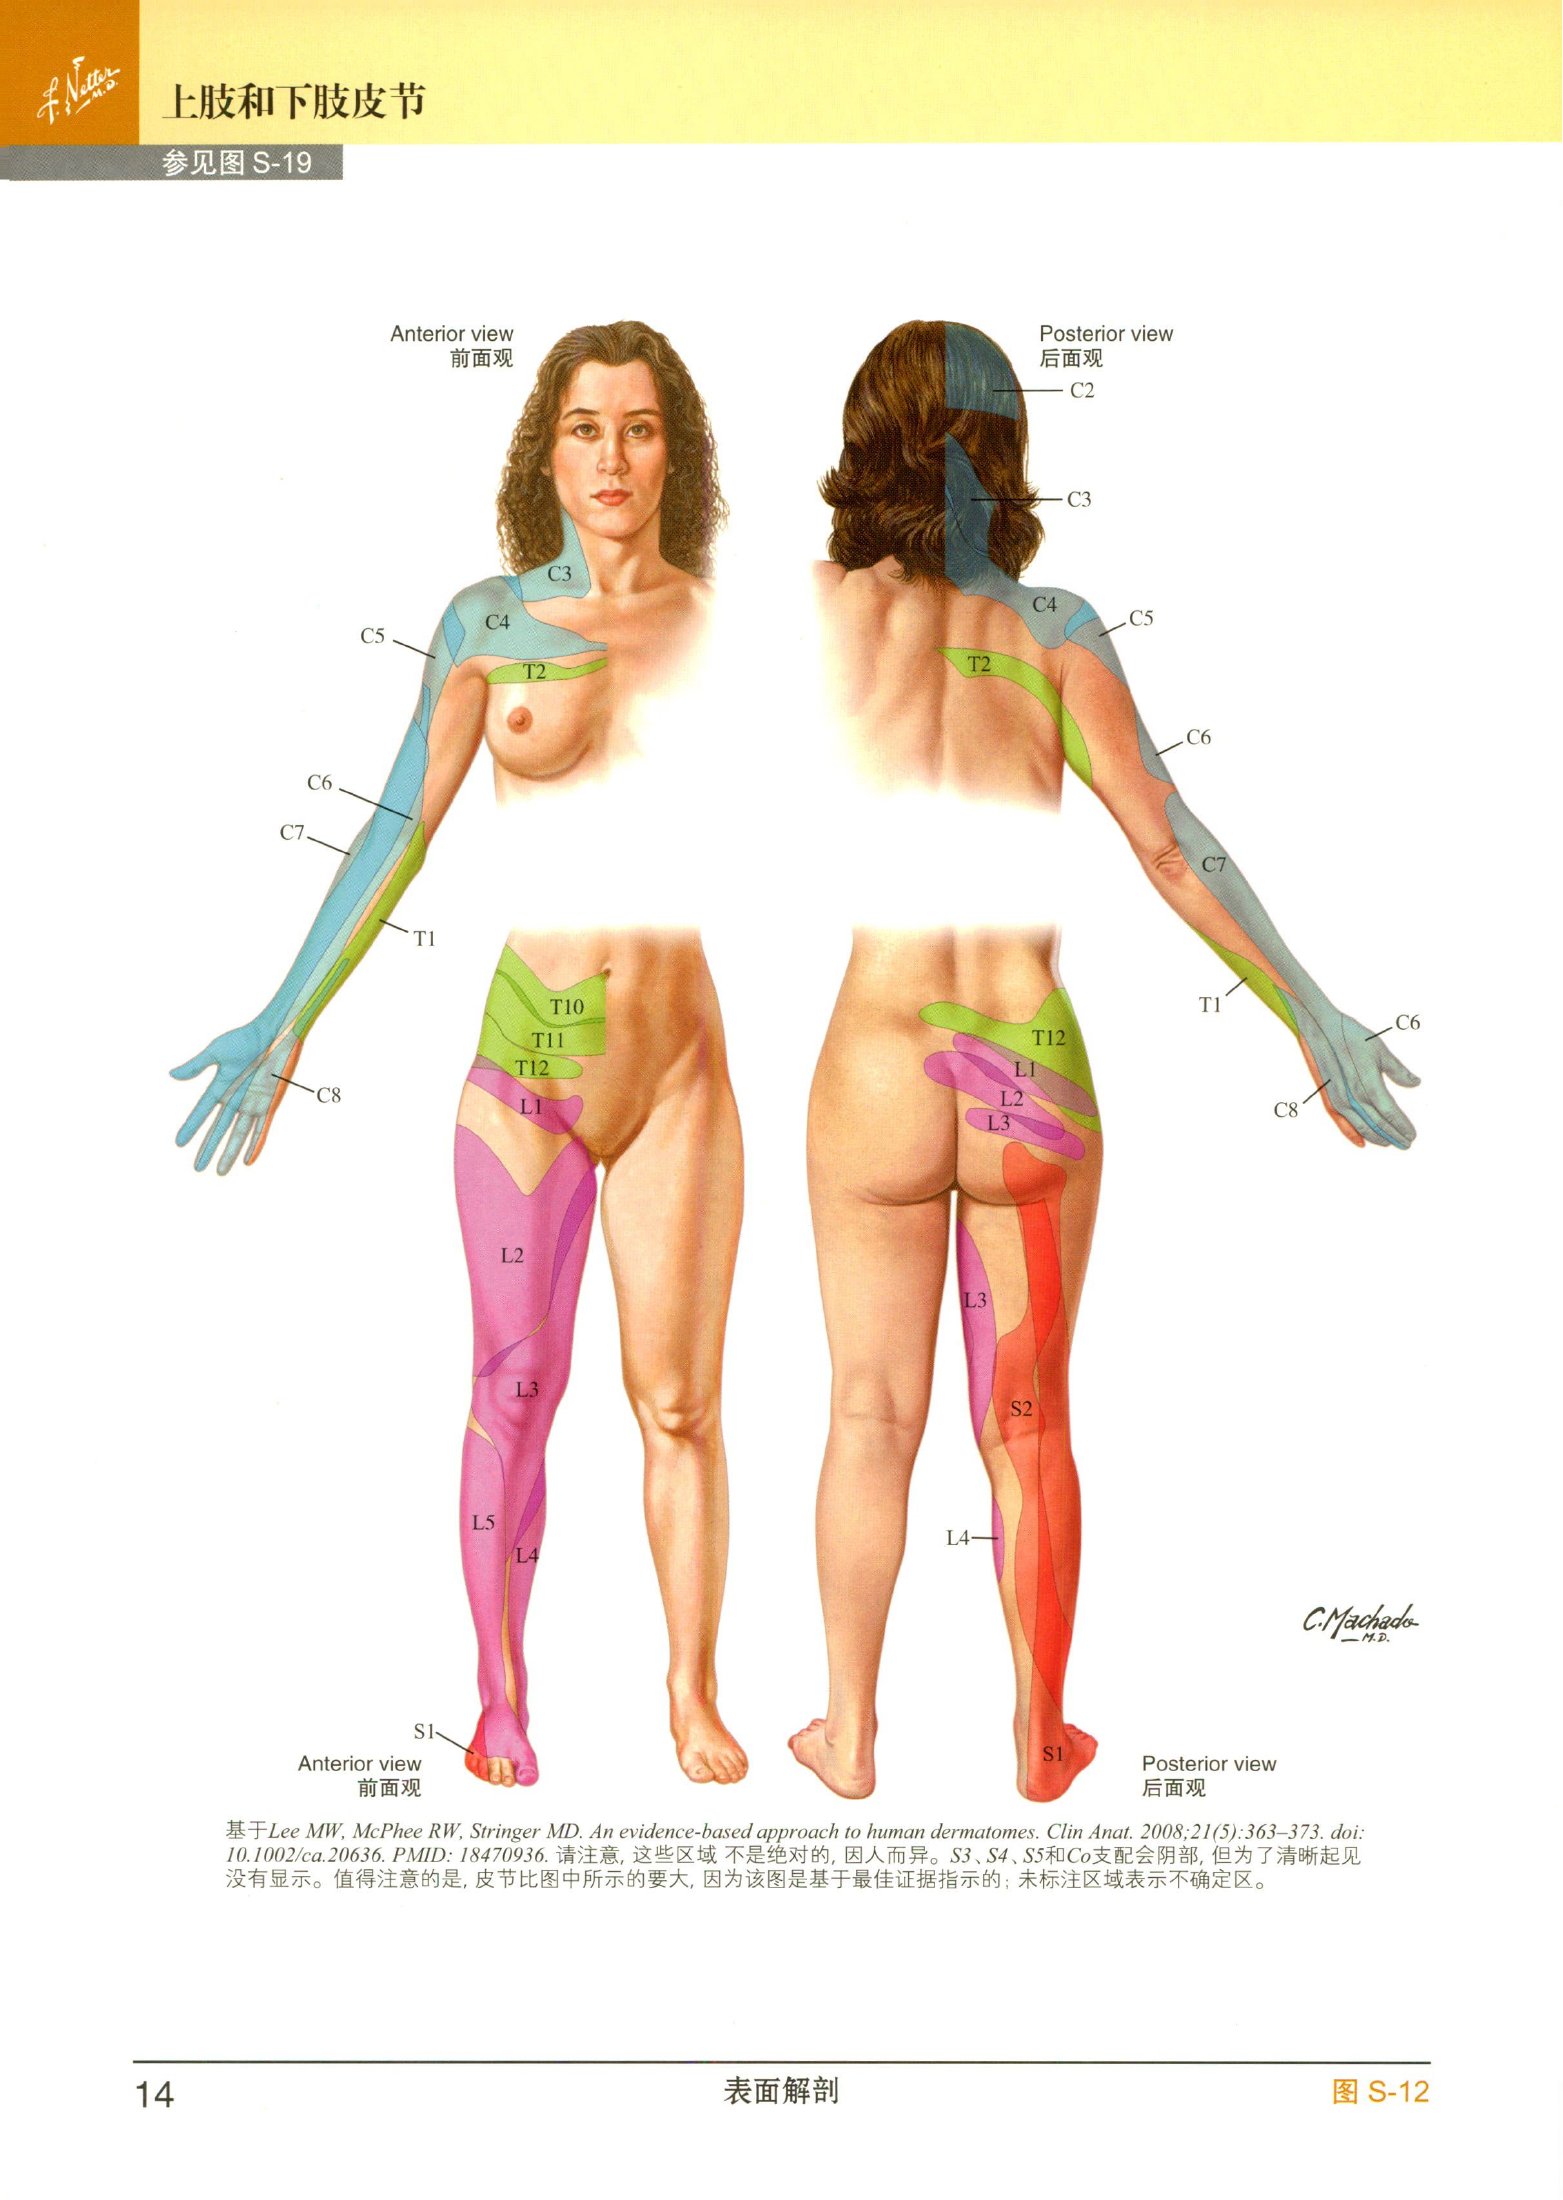 F. Netter M.D.
上肢和下肢皮节
参见图 S-19
Anterior view
前面观
Posterior view
后面观
C2
C3
C3
C4
C5
T2
C4
C5
T2
C6
C6
C7
C7
T1
T1
C6
C8
C8
T10
T11
T12
L1
T12
L1
L2
L3
L2
L3
L3
S2
L5
L4
L4
C.Machado
M.D.
S1
S1
Anterior view
前面观
Posterior view
后面观
基于Lee MW, McPhee RW, Stringer MD. An evidence-based approach to human dermatomes. Clin Anat. 2008;21(5):363–373. doi:
10.1002/ca.20636. PMID: 18470936. 请注意, 这些区域 不是绝对的, 因人而异。S3、S4、S5和Co支配会阴部, 但为了清晰起见
没有显示。值得注意的是, 皮节比图中所示的要大, 因为该图是基于最佳证据指示的; 未标注区域表示不确定区。
14
表面解剖
图 S-12